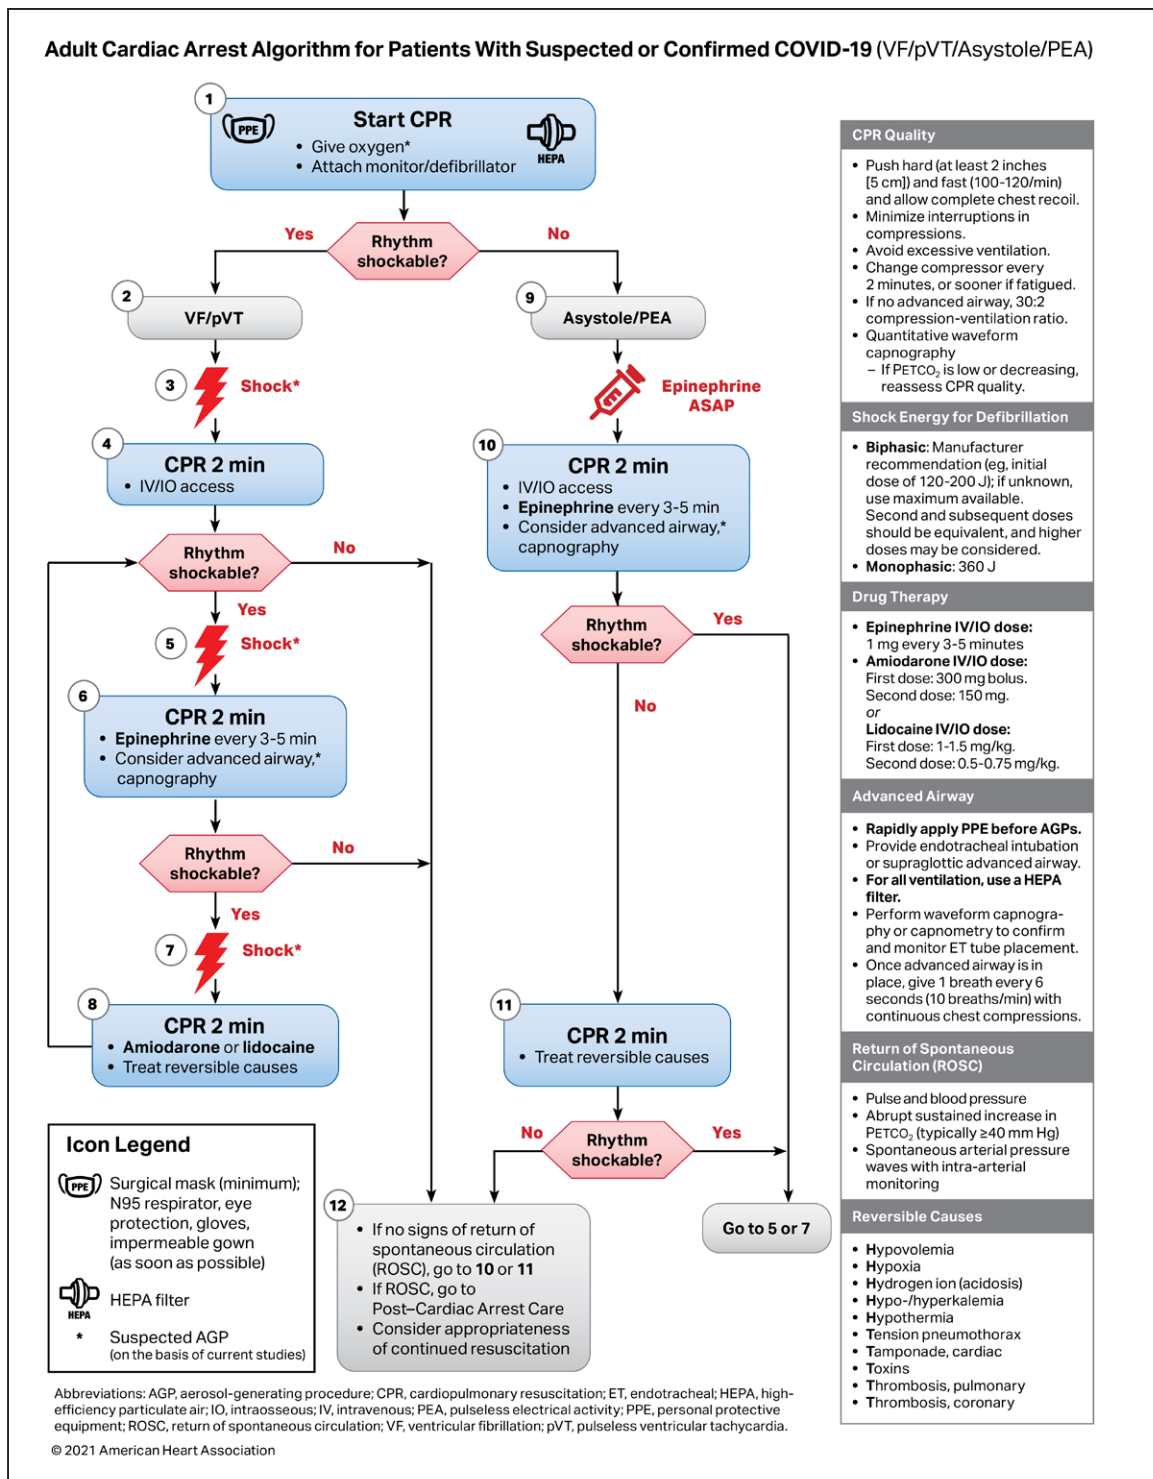 Adult Cardiac Arrest Algorithm for Patients With Suspected or Confirmed COVID-19 (VF/pVT/Asystole/PEA)
1
PPE
Start CPR
• Give oxygen*
• Attach monitor/defibrillator
HEPA
Rhythm
shockable?
Yes
No
2
VF/pVT
3
Shock*
4
CPR 2 min
• IV/IO access
Rhythm
shockable?
No
Yes
5
Shock*
6
CPR 2 min
• Epinephrine every 3-5 min
• Consider advanced airway,*
capnography
Rhythm
shockable?
No
Yes
7
Shock*
8
CPR 2 min
• Amiodarone or lidocaine
• Treat reversible causes
9
Asystole/PEA
E
Epinephrine
ASAP
10
CPR 2 min
• IV/IO access
• Epinephrine every 3-5 min
• Consider advanced airway,*
capnography
Rhythm
shockable?
Yes
No
11
CPR 2 min
• Treat reversible causes
Rhythm
shockable?
No
Yes
12
• If no signs of return of
spontaneous circulation
(ROSC), go to 10 or 11
• If ROSC, go to
Post–Cardiac Arrest Care
• Consider appropriateness
of continued resuscitation
Go to 5 or 7
Icon Legend
PPE
Surgical mask (minimum);
N95 respirator, eye
protection, gloves,
impermeable gown
(as soon as possible)
HEPA
HEPA filter
* Suspected AGP
(on the basis of current studies)
CPR Quality
• Push hard (at least 2 inches
[5 cm]) and fast (100-120/min)
and allow complete chest recoil.
• Minimize interruptions in
compressions.
• Avoid excessive ventilation.
• Change compressor every
2 minutes, or sooner if fatigued.
• If no advanced airway, 30:2
compression-ventilation ratio.
• Quantitative waveform
capnography
– If PETCO₂ is low or decreasing,
reassess CPR quality.
Shock Energy for Defibrillation
• Biphasic: Manufacturer
recommendation (eg, initial
dose of 120-200 J); if unknown,
use maximum available.
Second and subsequent doses
should be equivalent, and higher
doses may be considered.
• Monophasic: 360 J
Drug Therapy
• Epinephrine IV/IO dose:
1 mg every 3-5 minutes
• Amiodarone IV/IO dose:
First dose: 300 mg bolus.
Second dose: 150 mg.
or
Lidocaine IV/IO dose:
First dose: 1-1.5 mg/kg.
Second dose: 0.5-0.75 mg/kg.
Advanced Airway
• Rapidly apply PPE before AGPs.
• Provide endotracheal intubation
or supraglottic advanced airway.
• For all ventilation, use a HEPA
filter.
• Perform waveform capnogra-
phy or capnometry to confirm
and monitor ET tube placement.
• Once advanced airway is in
place, give 1 breath every 6
seconds (10 breaths/min) with
continuous chest compressions.
Return of Spontaneous
Circulation (ROSC)
• Pulse and blood pressure
• Abrupt sustained increase in
PETCO₂ (typically ≥40 mm Hg)
• Spontaneous arterial pressure
waves with intra-arterial
monitoring
Reversible Causes
• Hypovolemia
• Hypoxia
• Hydrogen ion (acidosis)
• Hypo-/hyperkalemia
• Hypothermia
• Tension pneumothorax
• Tamponade, cardiac
• Toxins
• Thrombosis, pulmonary
• Thrombosis, coronary
Abbreviations: AGP, aerosol-generating procedure; CPR, cardiopulmonary resuscitation; ET, endotracheal; HEPA, high-
efficiency particulate air; IO, intraosseous; IV, intravenous; PEA, pulseless electrical activity; PPE, personal protective
equipment; ROSC, return of spontaneous circulation; VF, ventricular fibrillation; pVT, pulseless ventricular tachycardia.
© 2021 American Heart Association